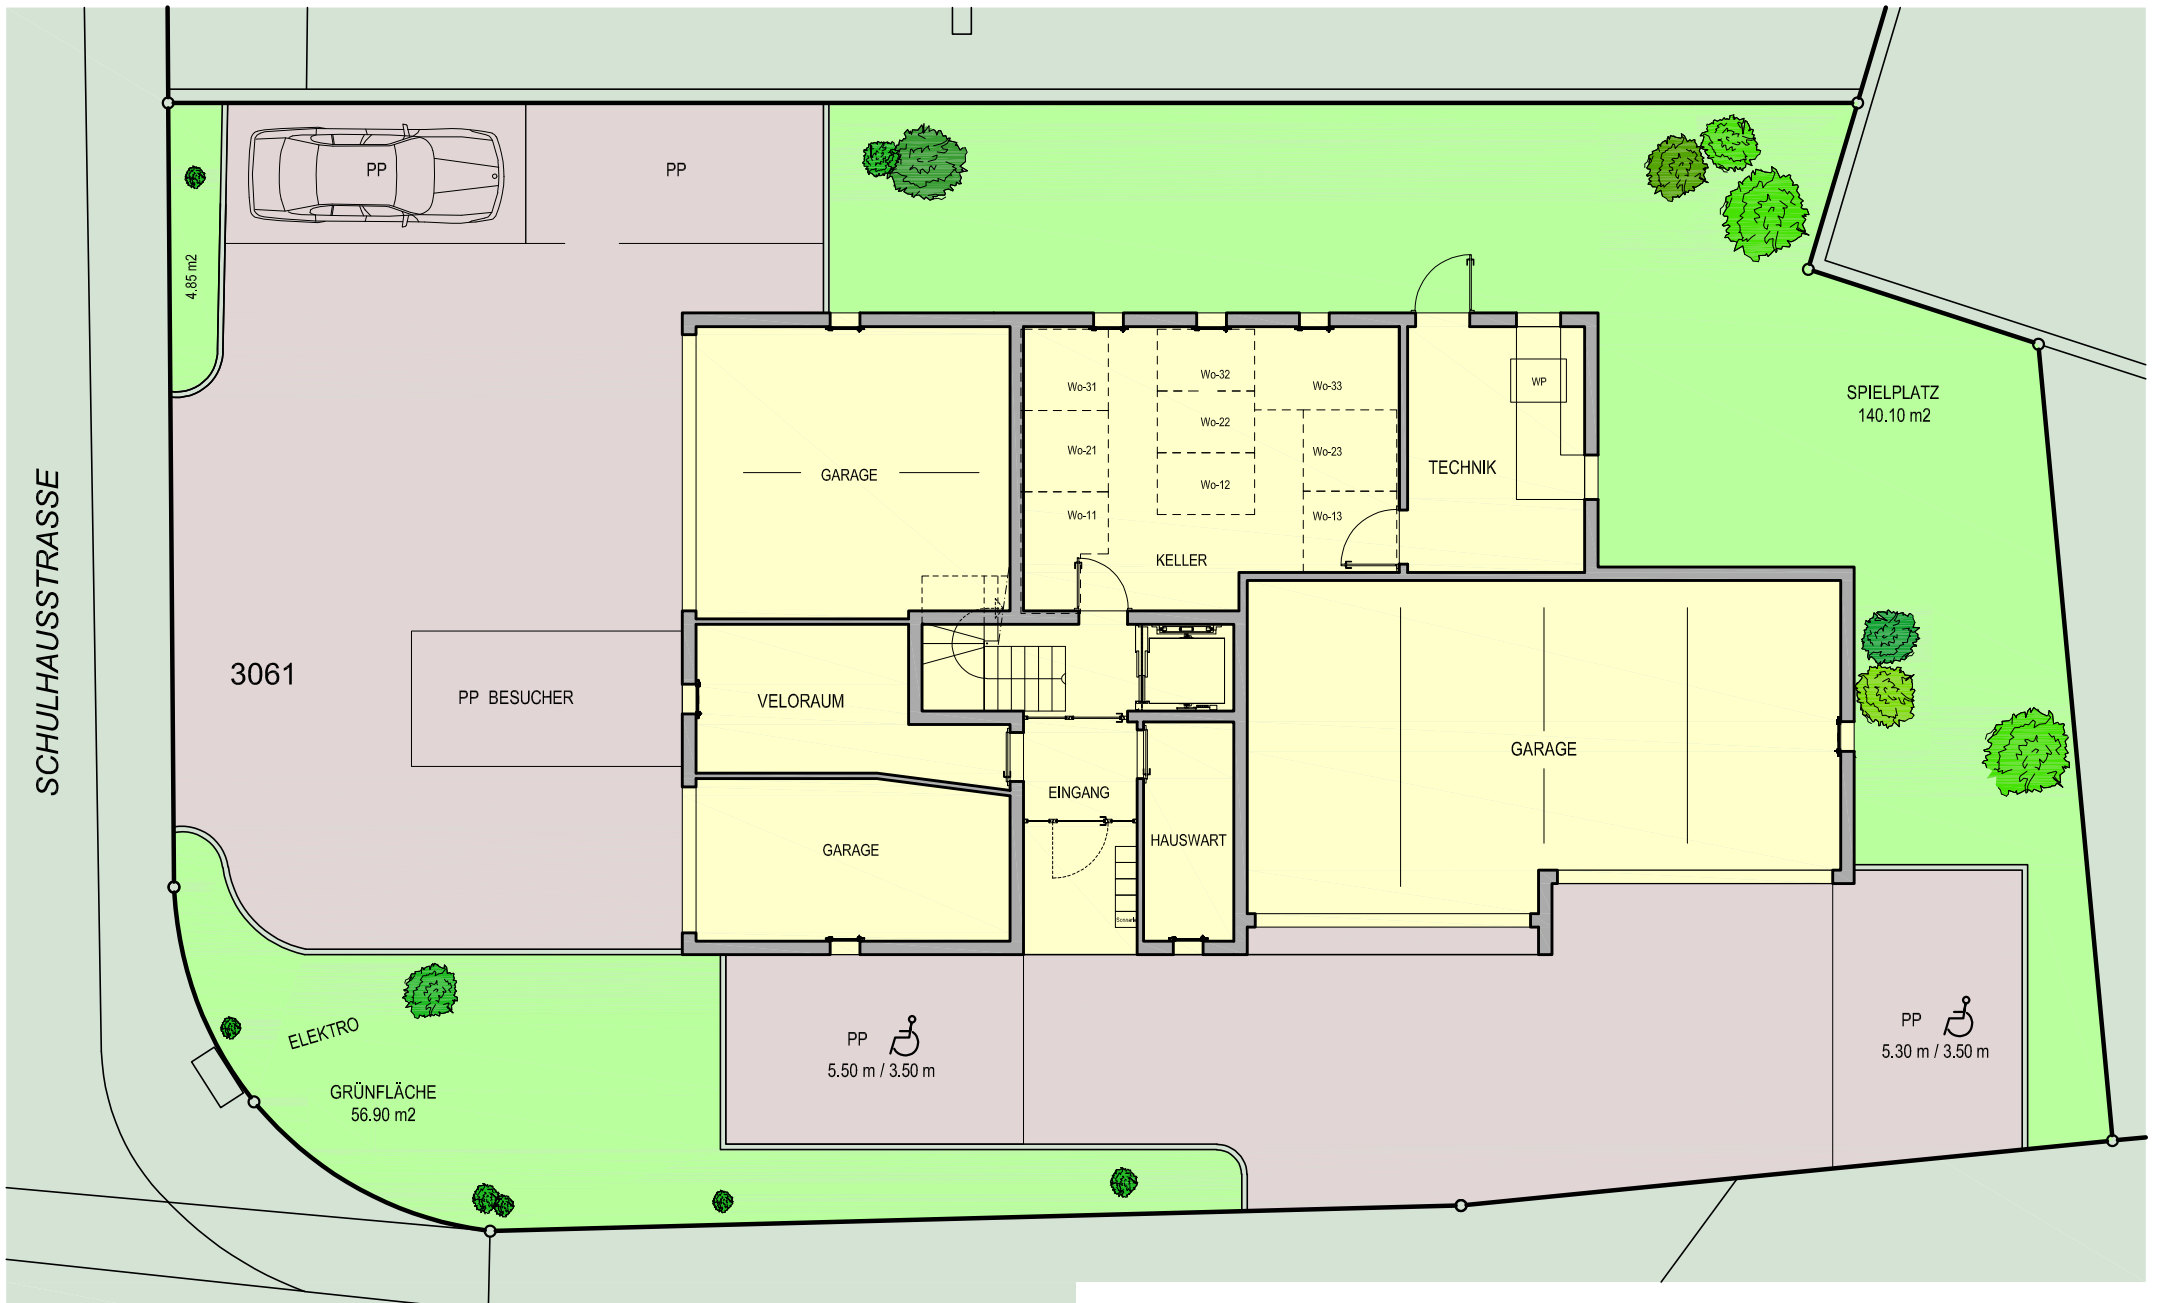 PP
PP
4.85 m2
SCHULHAUSSTRASSE
3061
PP BESUCHER
GARAGE
Wo-31
Wo-21
Wo-11
Wo-32
Wo-22
Wo-12
Wo-33
Wo-23
Wo-13
KELLER
TECHNIK
WP
SPIELPLATZ
140.10 m2
VELORAUM
GARAGE
EINGANG
HAUSWART
GARAGE
ELEKTRO
GRÜNFLÄCHE
56.90 m2
PP
5.50 m / 3.50 m
PP
5.30 m / 3.50 m